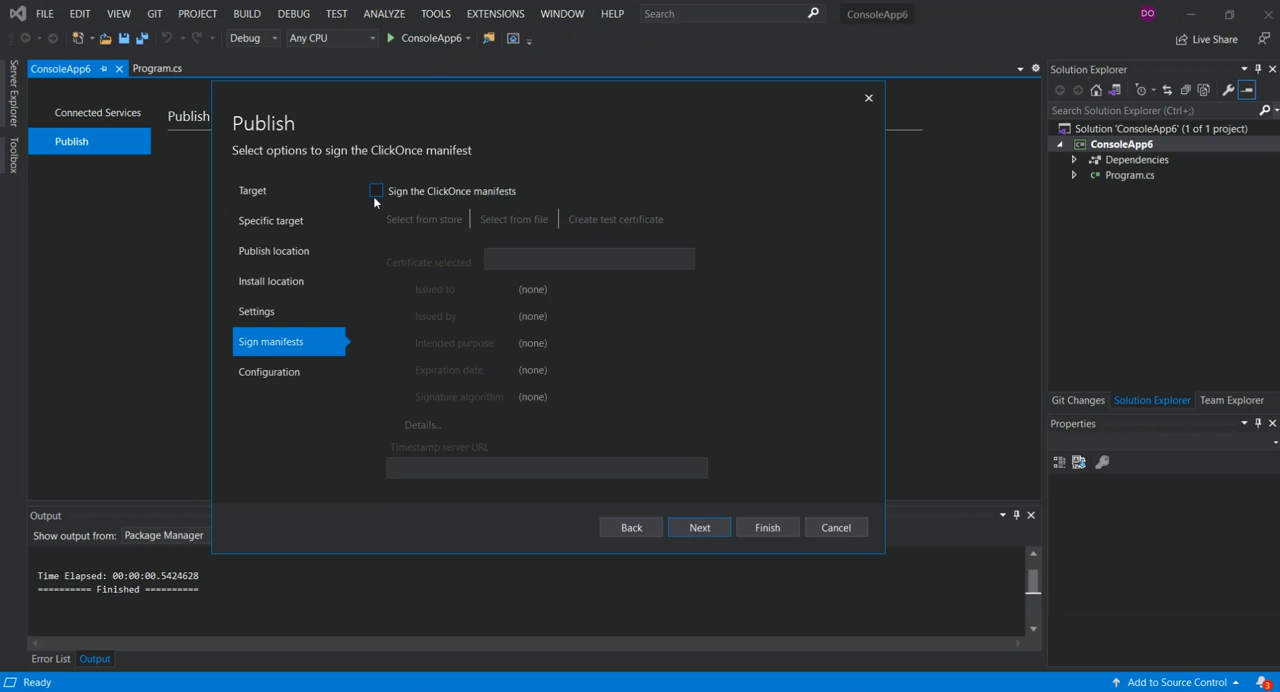 FILE EDIT VIEW GIT PROJECT BUILD DEBUG TEST ANALYZE TOOLS EXTENSIONS WINDOW HELP Search ConsoleApp6 DO
Debug Any CPU ConsoleApp6 Live Share
ConsoleApp6 Program.cs
Server Explorer
Toolbox
Connected Services
Publish
Publish
Publish
Select options to sign the ClickOnce manifest
Target
Specific target
Publish location
Install location
Settings
Sign manifests
Configuration
Sign the ClickOnce manifests
Select from store Select from file Create test certificate
Certificate selected
Issued to (none)
Issued by (none)
Intended purpose (none)
Expiration date (none)
Signature algorithm (none)
Details...
Timestamp server URL
Back Next Finish Cancel
Solution Explorer
Search Solution Explorer (Ctrl+;)
Solution 'ConsoleApp6' (1 of 1 project)
ConsoleApp6
Dependencies
C# Program.cs
Git Changes Solution Explorer Team Explorer
Properties
Output
Show output from: Package Manager
Time Elapsed: 00:00:00.5424628
========== Finished ==========
Error List Output
Ready Add to Source Control 3